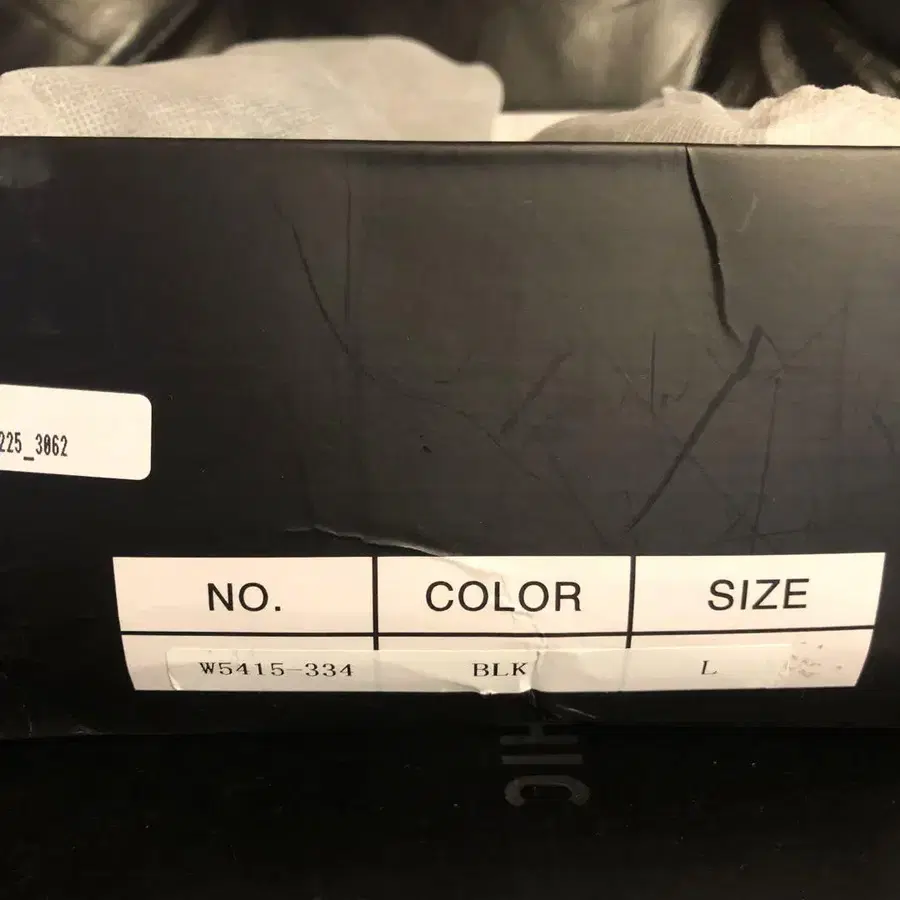 225_3062
NO. COLOR SIZE
W5415-334 BLK L
HIC